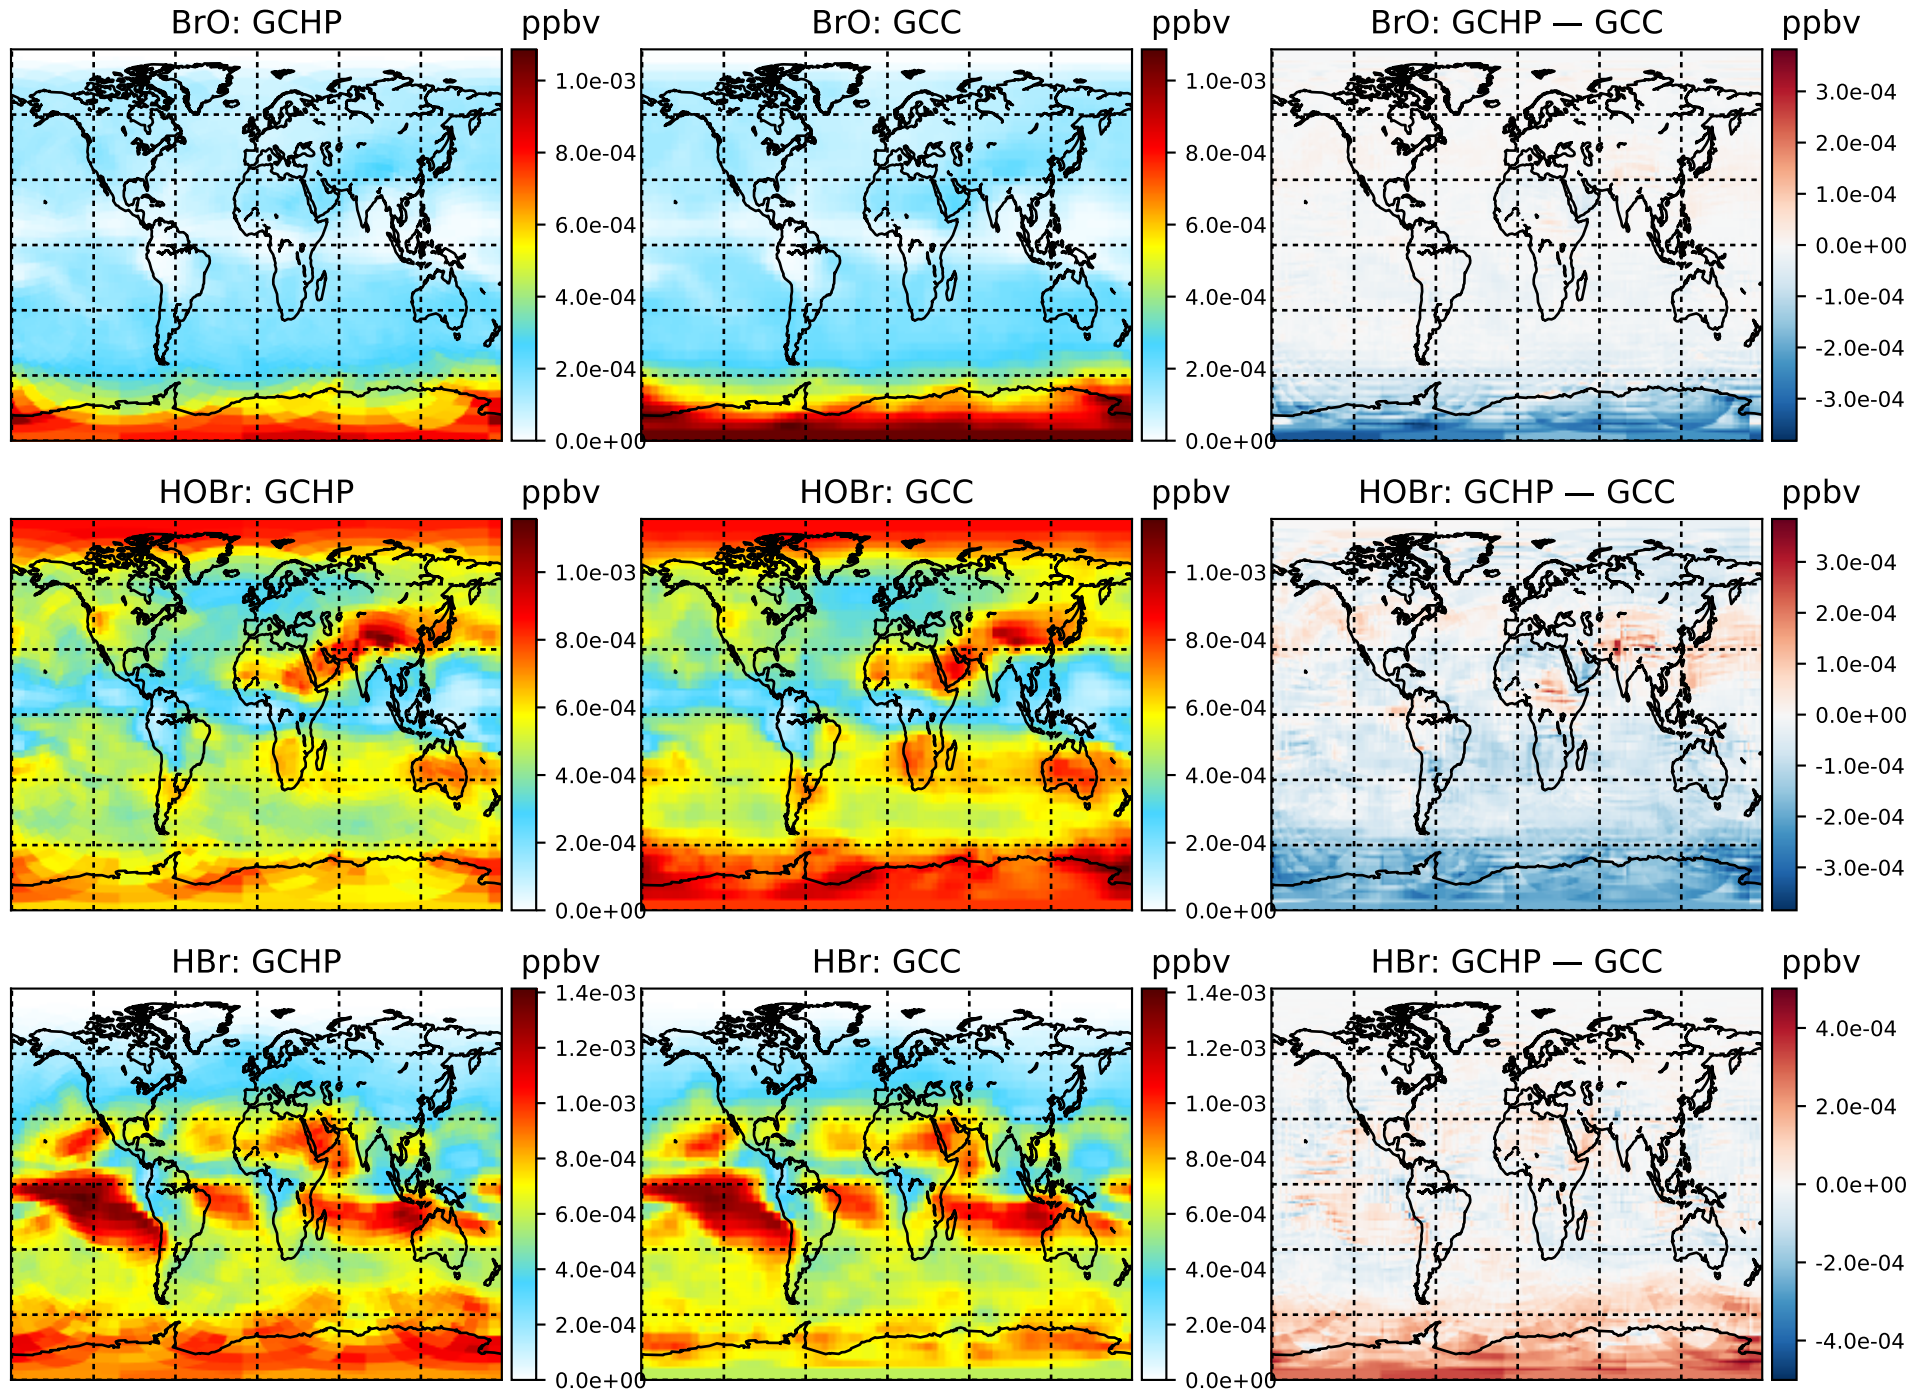 BrO: GCHP
ppbv
BrO: GCC
ppbv
BrO: GCHP — GCC
ppbv
1.0e-03
8.0e-04
6.0e-04
4.0e-04
2.0e-04
0.0e+00
1.0e-03
8.0e-04
6.0e-04
4.0e-04
2.0e-04
0.0e+00
3.0e-04
2.0e-04
1.0e-04
0.0e+00
-1.0e-04
-2.0e-04
-3.0e-04
HOBr: GCHP
ppbv
HOBr: GCC
ppbv
HOBr: GCHP — GCC
ppbv
1.0e-03
8.0e-04
6.0e-04
4.0e-04
2.0e-04
0.0e+00
1.0e-03
8.0e-04
6.0e-04
4.0e-04
2.0e-04
0.0e+00
3.0e-04
2.0e-04
1.0e-04
0.0e+00
-1.0e-04
-2.0e-04
-3.0e-04
HBr: GCHP
ppbv
HBr: GCC
ppbv
HBr: GCHP — GCC
ppbv
1.4e-03
1.2e-03
1.0e-03
8.0e-04
6.0e-04
4.0e-04
2.0e-04
0.0e+00
1.4e-03
1.2e-03
1.0e-03
8.0e-04
6.0e-04
4.0e-04
2.0e-04
0.0e+00
4.0e-04
2.0e-04
0.0e+00
-2.0e-04
-4.0e-04